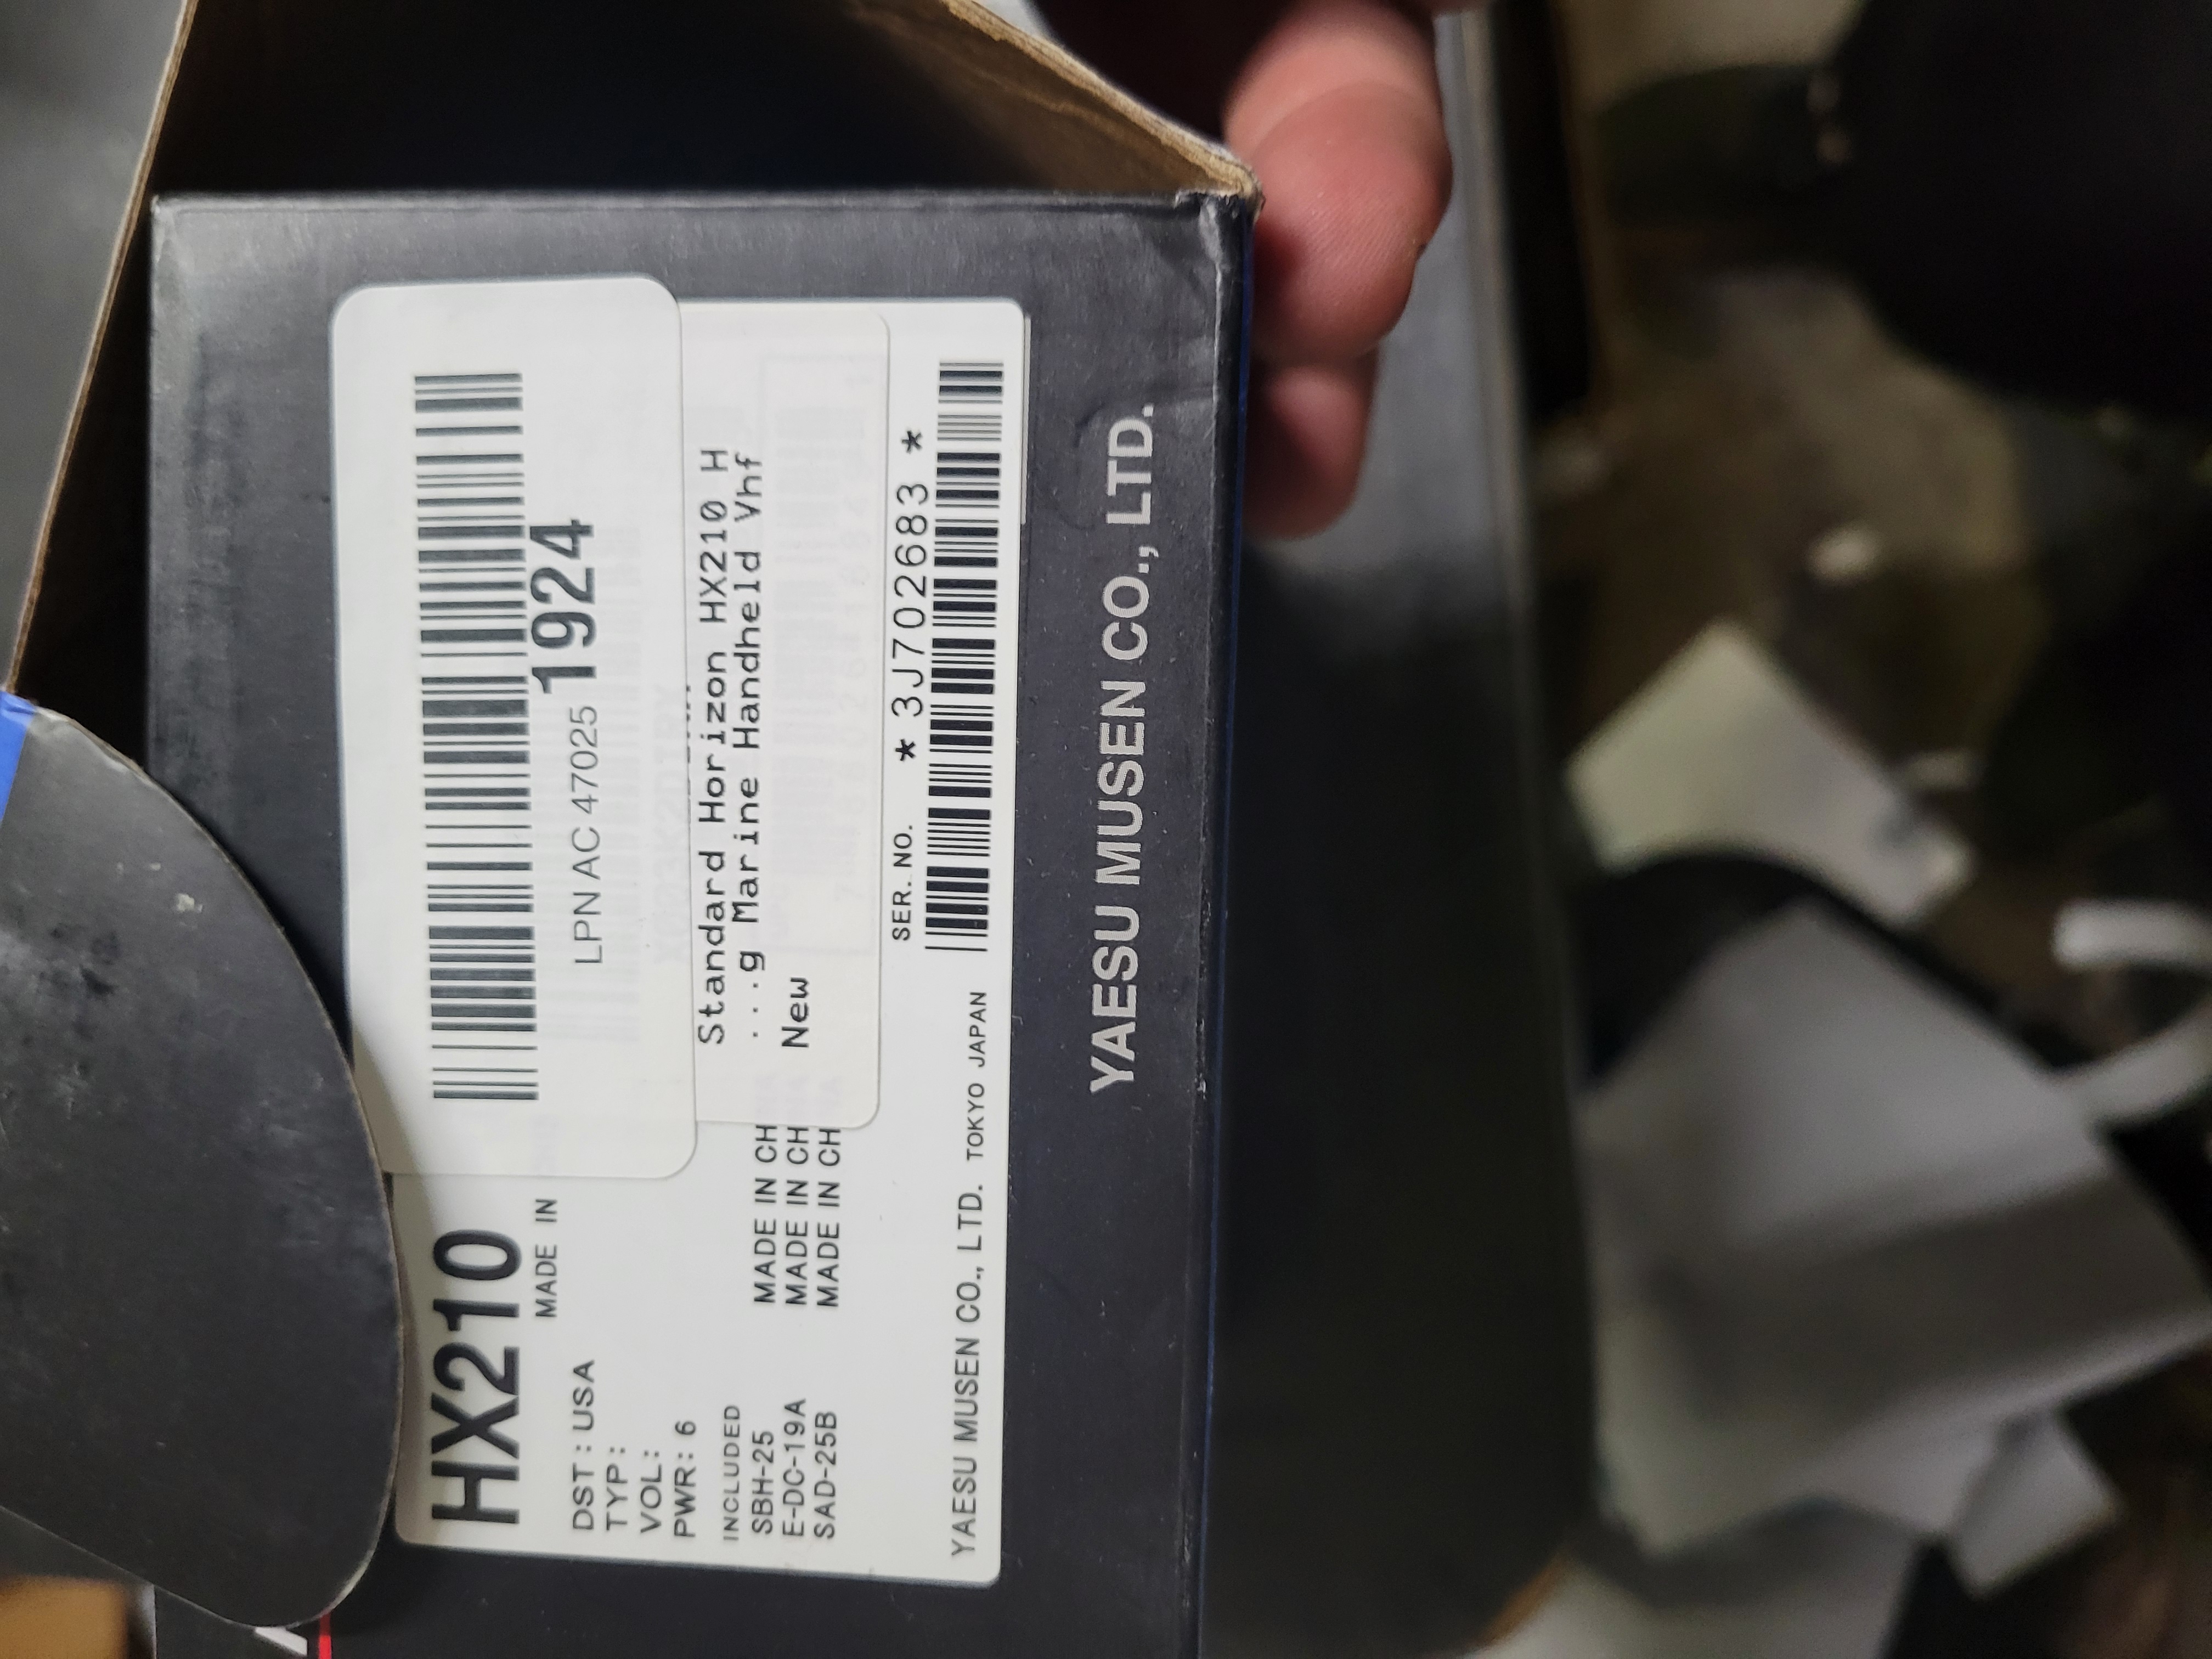 LPN AC 47025 1924
HX210
MADE IN
DST: USA
TYP:
VOL:
PWR: 6
Standard Horizon HX210 H
...g Marine Handheld Vhf
New
INCLUDED
SBH-25 MADE IN CH
E-DC-19A MADE IN CH
SAD-25B MADE IN CH
SER. NO. * 3J702683 *
YAESU MUSEN CO., LTD. TOKYO JAPAN
YAESU MUSEN CO., LTD.